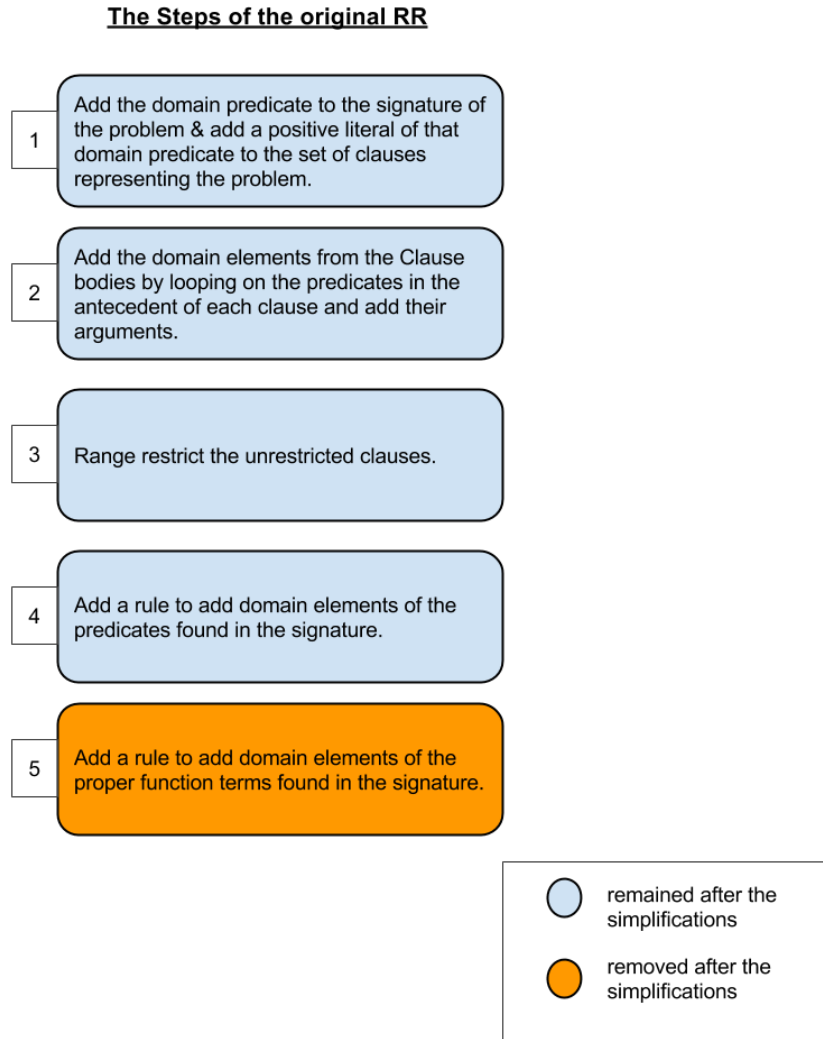 The Steps of the original RR
1
Add the domain predicate to the signature of
the problem & add a positive literal of that
domain predicate to the set of clauses
representing the problem.
2
Add the domain elements from the Clause
bodies by looping on the predicates in the
antecedent of each clause and add their
arguments.
3
Range restrict the unrestricted clauses.
4
Add a rule to add domain elements of the
predicates found in the signature.
5
Add a rule to add domain elements of the
proper function terms found in the signature.
remained after the
simplifications
removed after the
simplifications